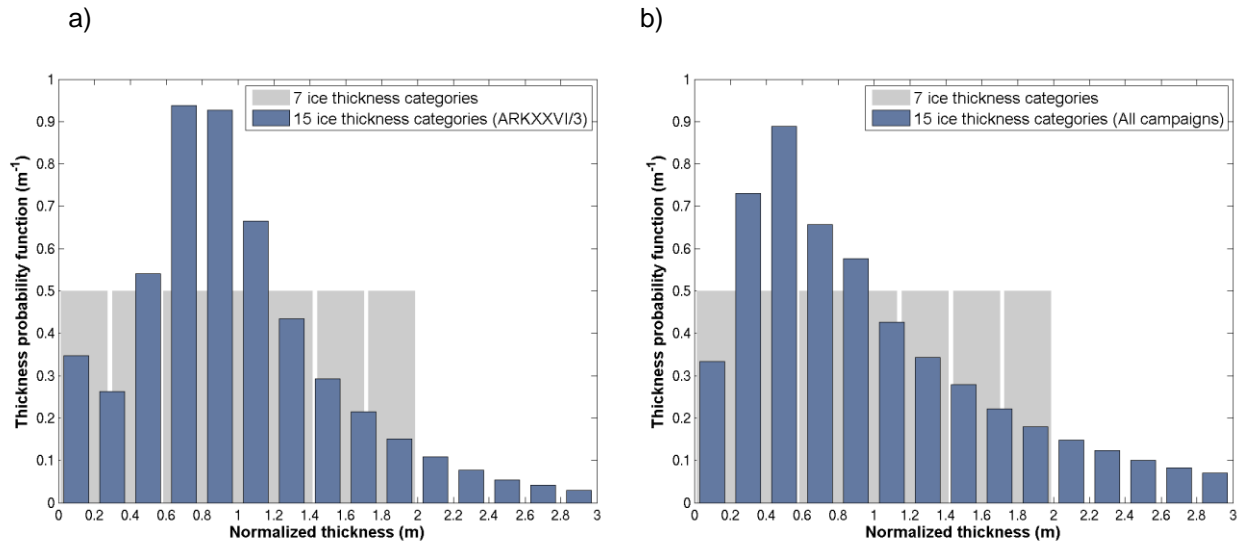 a)
7 ice thickness categories
15 ice thickness categories (ARKXXVI/3)
Thickness probability function (m⁻¹)
1
0.9
0.8
0.7
0.6
0.5
0.4
0.3
0.2
0.1
0
0 0.2 0.4 0.6 0.8 1 1.2 1.4 1.6 1.8 2 2.2 2.4 2.6 2.8 3
Normalized thickness (m)
b)
7 ice thickness categories
15 ice thickness categories (All campaigns)
Thickness probability function (m⁻¹)
1
0.9
0.8
0.7
0.6
0.5
0.4
0.3
0.2
0.1
0
0 0.2 0.4 0.6 0.8 1 1.2 1.4 1.6 1.8 2 2.2 2.4 2.6 2.8 3
Normalized thickness (m)